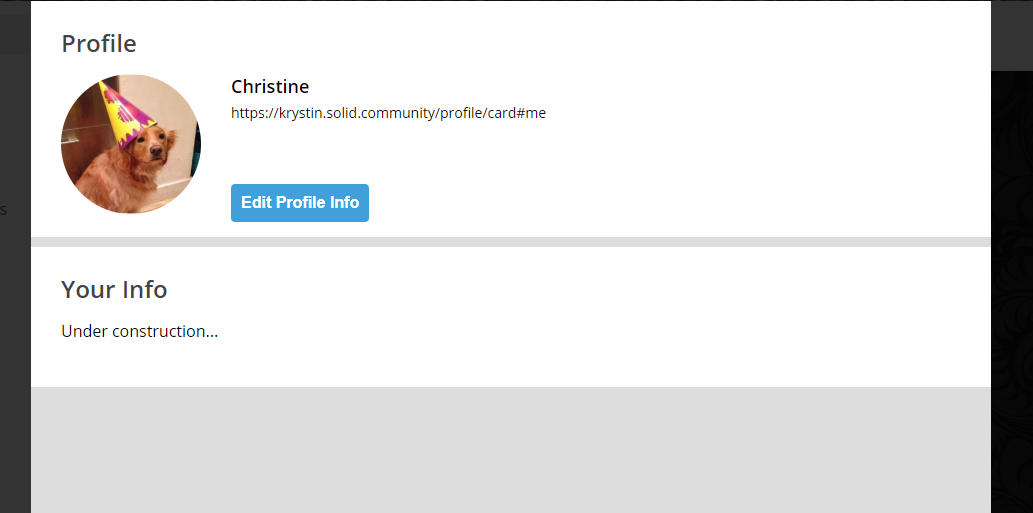 Profile
Christine
https://krystin.solid.community/profile/card#me
Edit Profile Info
s
Your Info
Under construction...